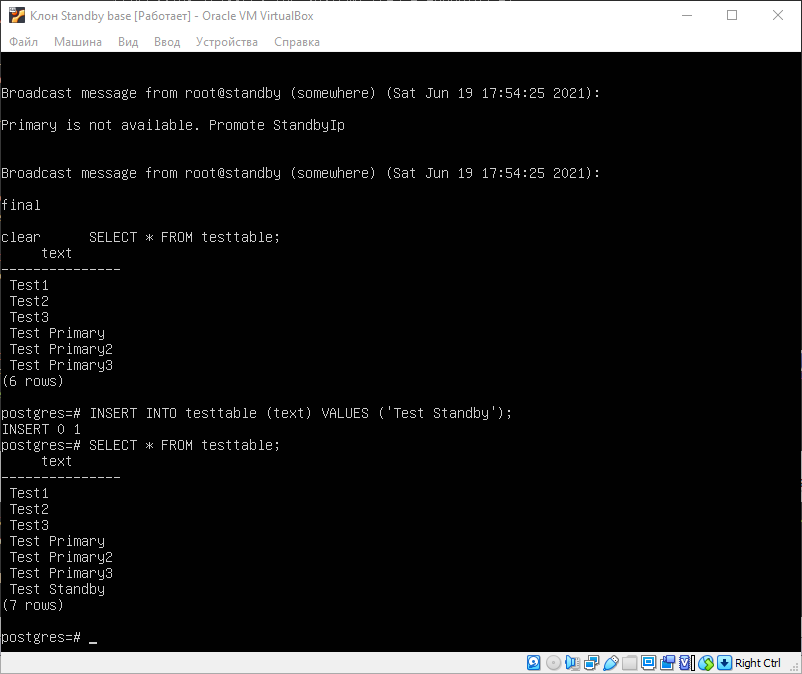 Клон Standby base [Работает] - Oracle VM VirtualBox
Файл Машина Вид Ввод Устройства Справка
Broadcast message from root@standby (somewhere) (Sat Jun 19 17:54:25 2021):
Primary is not available. Promote StandbyIp
Broadcast message from root@standby (somewhere) (Sat Jun 19 17:54:25 2021):
final
clear      SELECT * FROM testtable;
     text
---------------
 Test1
 Test2
 Test3
 Test Primary
 Test Primary2
 Test Primary3
(6 rows)
postgres=# INSERT INTO testtable (text) VALUES ('Test Standby');
INSERT 0 1
postgres=# SELECT * FROM testtable;
     text
---------------
 Test1
 Test2
 Test3
 Test Primary
 Test Primary2
 Test Primary3
 Test Standby
(7 rows)
postgres=# _
Right Ctrl